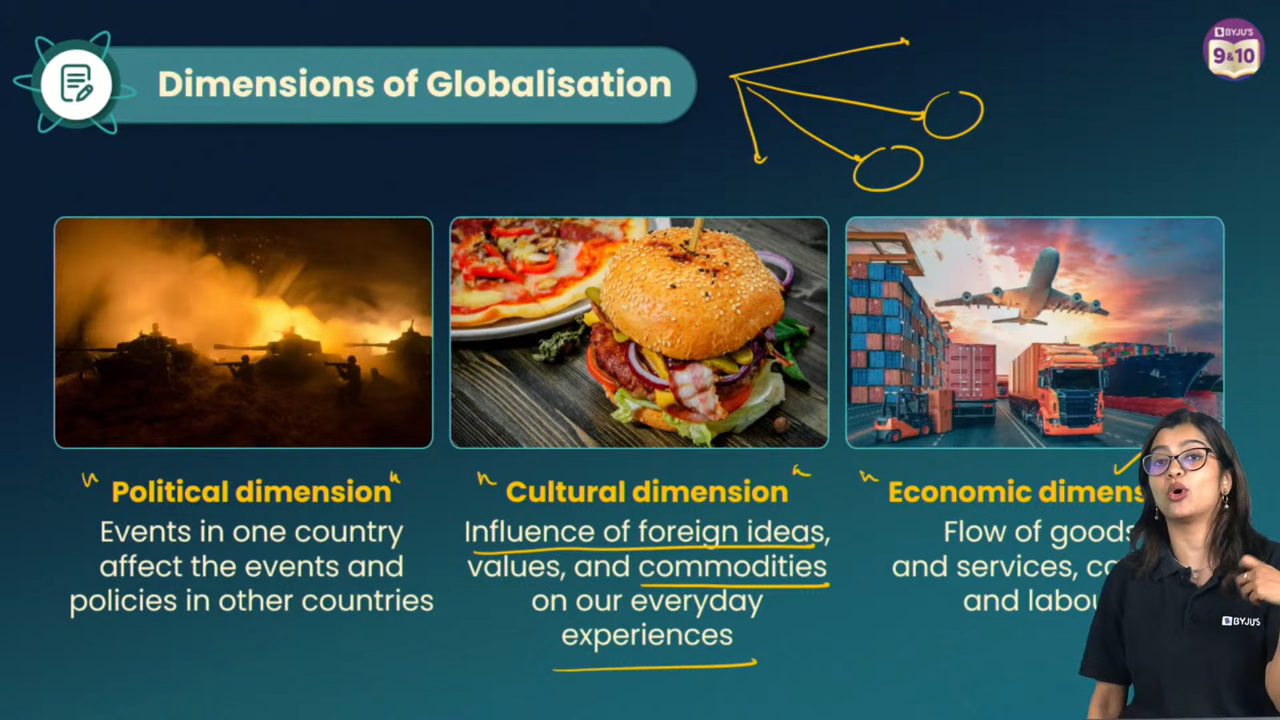 Dimensions of Globalisation
BYJU'S
9&10
Political dimension
Events in one country
affect the events and
policies in other countries
Cultural dimension
Influence of foreign ideas,
values, and commodities
on our everyday
experiences
Economic
Flow of goods
and services,
and
BYJU'S